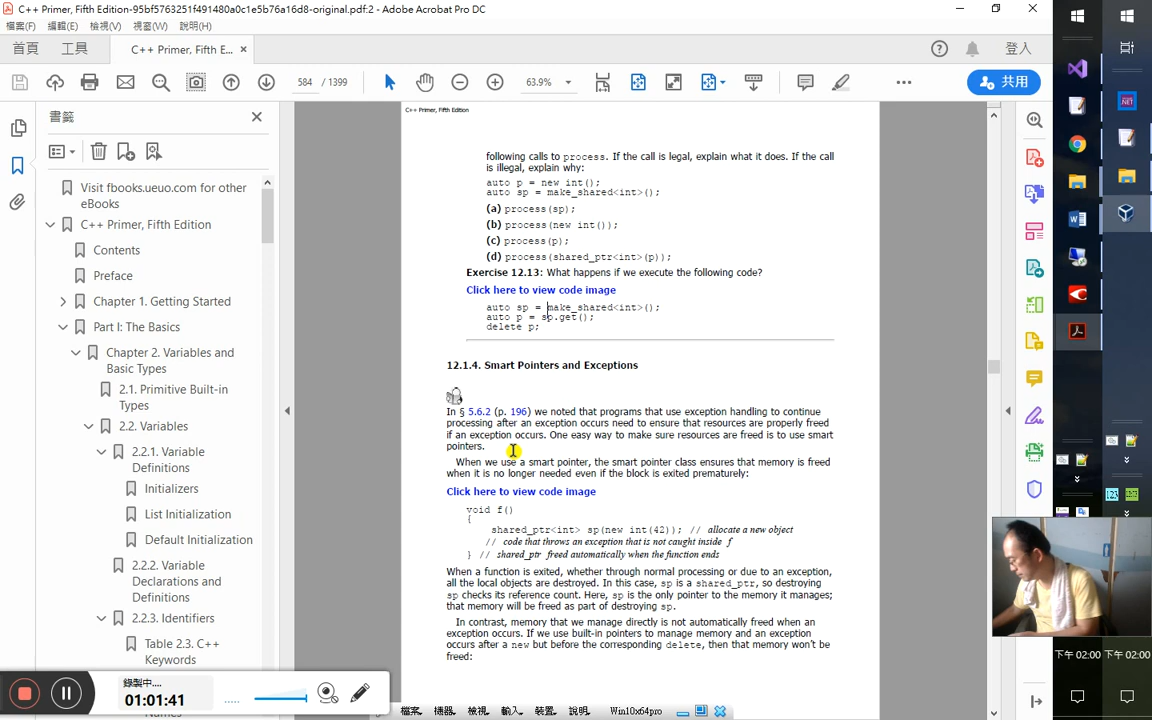 C++ Primer, Fifth Edition-95bf5763251f491480a0c1e5b76a16d8-original.pdf:2 - Adobe Acrobat Pro DC
檔案(F) 編輯(E) 檢視(V) 視窗(W) 說明(H)
首頁 工具 C++ Primer, Fifth E... × 登入
584 / 1399 63.9% 共用
書籤
Visit fbooks.ueuo.com for other
eBooks
C++ Primer, Fifth Edition
Contents
Preface
Chapter 1. Getting Started
Part I: The Basics
Chapter 2. Variables and
Basic Types
2.1. Primitive Built-in
Types
2.2. Variables
2.2.1. Variable
Definitions
Initializers
List Initialization
Default Initialization
2.2.2. Variable
Declarations and
Definitions
2.2.3. Identifiers
Table 2.3. C++
Keywords
C++ Primer, Fifth Edition
following calls to process. If the call is legal, explain what it does. If the call
is illegal, explain why:
auto p = new int();
auto sp = make_shared<int>();
(a) process(sp);
(b) process(new int());
(c) process(p);
(d) process(shared_ptr<int>(p));
Exercise 12.13: What happens if we execute the following code?
Click here to view code image
auto sp = make_shared<int>();
auto p = sp.get();
delete p;
12.1.4. Smart Pointers and Exceptions
In § 5.6.2 (p. 196) we noted that programs that use exception handling to continue
processing after an exception occurs need to ensure that resources are properly freed
if an exception occurs. One easy way to make sure resources are freed is to use smart
pointers.
When we use a smart pointer, the smart pointer class ensures that memory is freed
when it is no longer needed even if the block is exited prematurely:
Click here to view code image
void f()
{
shared_ptr<int> sp(new int(42)); // allocate a new object
// code that throws an exception that is not caught inside f
} // shared_ptr freed automatically when the function ends
When a function is exited, whether through normal processing or due to an exception,
all the local objects are destroyed. In this case, sp is a shared_ptr, so destroying
sp checks its reference count. Here, sp is the only pointer to the memory it manages;
that memory will be freed as part of destroying sp.
In contrast, memory that we manage directly is not automatically freed when an
exception occurs. If we use built-in pointers to manage memory and an exception
occurs after a new but before the corresponding delete, then that memory won't be
freed:
錄製中...
01:01:41
檔案 機器 檢視 輸入 裝置 說明 Win10x64pro
下午 02:00 下午 02:00